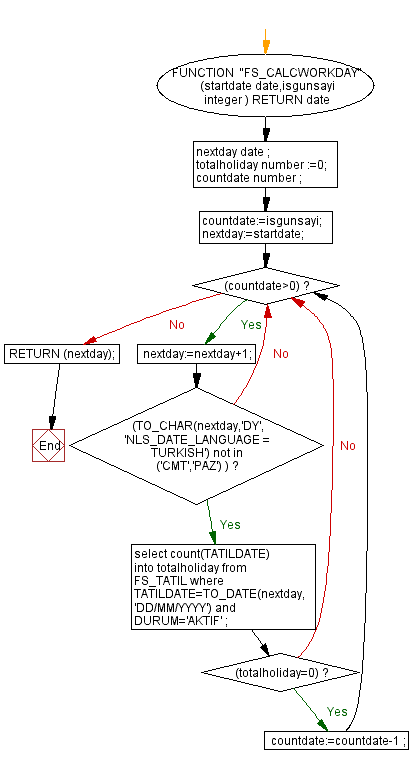 FUNCTION "FS_CALCWORKDAY"
(startdate date,isgunsayi
integer ) RETURN date
nextday date ;
totalholiday number :=0;
countdate number ;
countdate:=isgunsayi;
nextday:=startdate;
(countdate>0) ?
No
Yes
RETURN (nextday);
nextday:=nextday+1;
No
End
(TO_CHAR(nextday,'DY',
'NLS_DATE_LANGUAGE =
TURKISH') not in
('CMT','PAZ') ) ?
No
Yes
select count(TATILDATE)
into totalholiday from
FS_TATIL where
TATILDATE=TO_DATE(nextday,
'DD/MM/YYYY') and
DURUM='AKTIF' ;
(totalholiday=0) ?
Yes
countdate:=countdate-1 ;